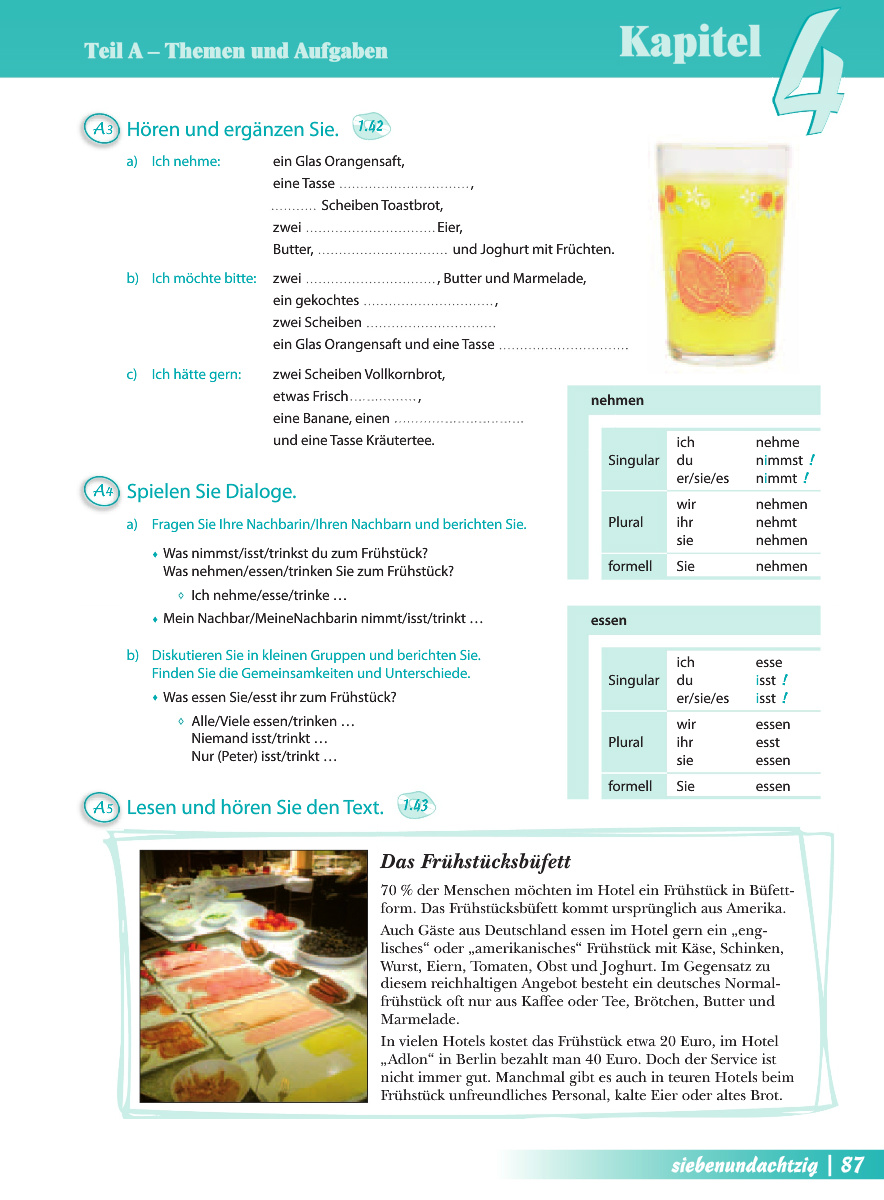 Teil A – Themen und Aufgaben
Kapitel 4
A3 Hören und ergänzen Sie. 1.42
a) Ich nehme: ein Glas Orangensaft,
eine Tasse ..............................,
........... Scheiben Toastbrot,
zwei .............................. Eier,
Butter, .............................. und Joghurt mit Früchten.
b) Ich möchte bitte: zwei .............................., Butter und Marmelade,
ein gekochtes ..............................,
zwei Scheiben ..............................
ein Glas Orangensaft und eine Tasse ..............................
c) Ich hätte gern: zwei Scheiben Vollkornbrot,
etwas Frisch................,
eine Banane, einen ..............................
und eine Tasse Kräutertee.
nehmen
Singular
ich nehme
du nimmst !
er/sie/es nimmt !
Plural
wir nehmen
ihr nehmt
sie nehmen
formell Sie nehmen
A4 Spielen Sie Dialoge.
a) Fragen Sie Ihre Nachbarin/Ihren Nachbarn und berichten Sie.
♦ Was nimmst/isst/trinkst du zum Frühstück?
Was nehmen/essen/trinken Sie zum Frühstück?
◊ Ich nehme/esse/trinke …
♦ Mein Nachbar/MeineNachbarin nimmt/isst/trinkt …
b) Diskutieren Sie in kleinen Gruppen und berichten Sie.
Finden Sie die Gemeinsamkeiten und Unterschiede.
♦ Was essen Sie/esst ihr zum Frühstück?
◊ Alle/Viele essen/trinken …
Niemand isst/trinkt …
Nur (Peter) isst/trinkt …
essen
Singular
ich esse
du isst !
er/sie/es isst !
Plural
wir essen
ihr esst
sie essen
formell Sie essen
A5 Lesen und hören Sie den Text. 1.43
Das Frühstücksbüfett
70 % der Menschen möchten im Hotel ein Frühstück in Büfett-
form. Das Frühstücksbüfett kommt ursprünglich aus Amerika.
Auch Gäste aus Deutschland essen im Hotel gern ein „eng-
lisches“ oder „amerikanisches“ Frühstück mit Käse, Schinken,
Wurst, Eiern, Tomaten, Obst und Joghurt. Im Gegensatz zu
diesem reichhaltigen Angebot besteht ein deutsches Normal-
frühstück oft nur aus Kaffee oder Tee, Brötchen, Butter und
Marmelade.
In vielen Hotels kostet das Frühstück etwa 20 Euro, im Hotel
„Adlon“ in Berlin bezahlt man 40 Euro. Doch der Service ist
nicht immer gut. Manchmal gibt es auch in teuren Hotels beim
Frühstück unfreundliches Personal, kalte Eier oder altes Brot.
siebenundachtzig | 87